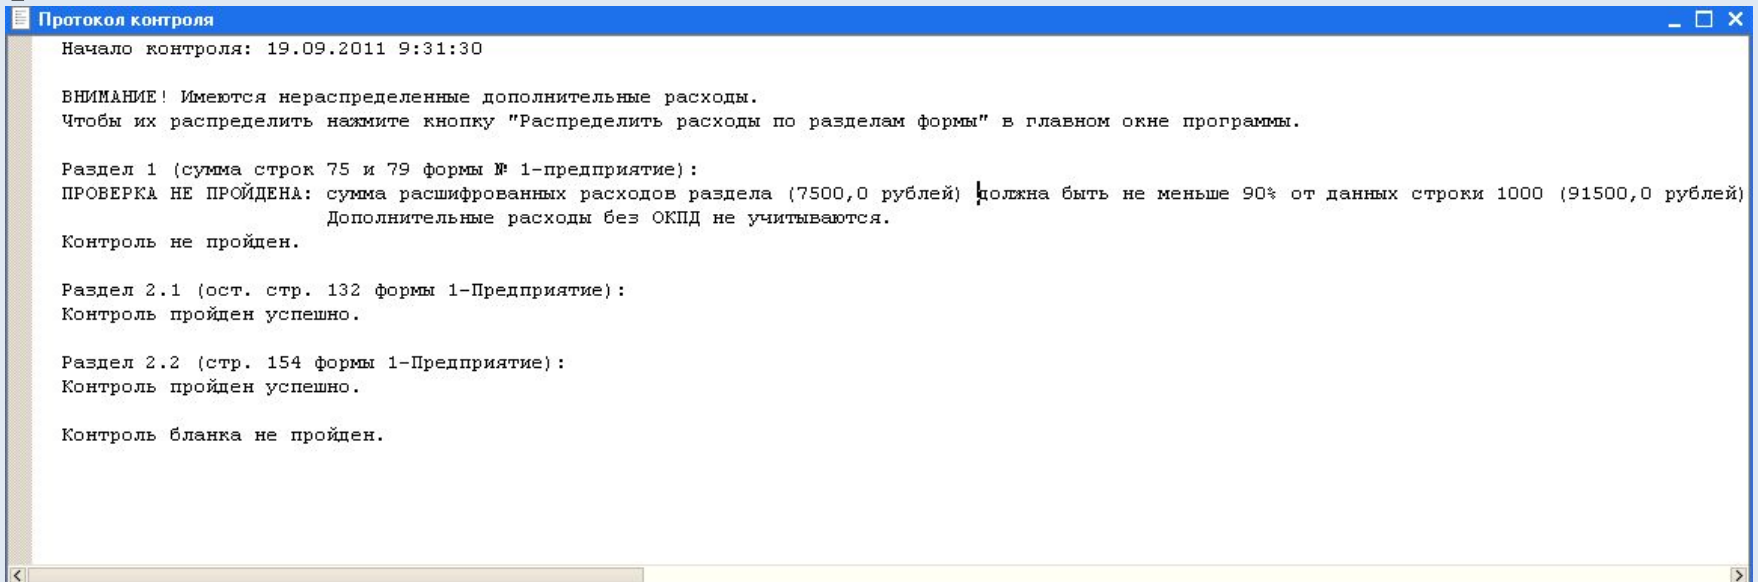 Протокол контроля
Начало контроля: 19.09.2011 9:31:30
ВНИМАНИЕ! Имеются нераспределенные дополнительные расходы.
Чтобы их распределить нажмите кнопку "Распределить расходы по разделам формы" в главном окне программы.
Раздел 1 (сумма строк 75 и 79 формы № 1-предприятие):
ПРОВЕРКА НЕ ПРОЙДЕНА: сумма расшифрованных расходов раздела (7500,0 рублей) должна быть не меньше 90% от данных строки 1000 (91500,0 рублей)
Дополнительные расходы без ОКПД не учитываются.
Контроль не пройден.
Раздел 2.1 (ост. стр. 132 формы 1-Предприятие):
Контроль пройден успешно.
Раздел 2.2 (стр. 154 формы 1-Предприятие):
Контроль пройден успешно.
Контроль бланка не пройден.